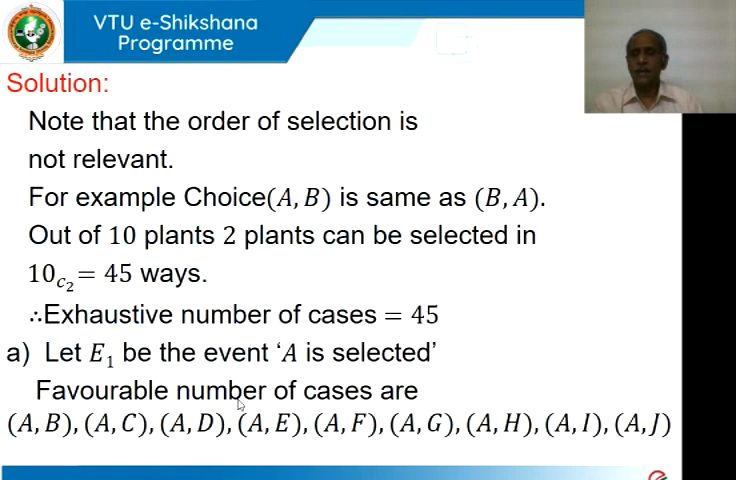 VTU e-Shikshana
Programme
Solution:
Note that the order of selection is
not relevant.
For example Choice(A, B) is same as (B, A).
Out of 10 plants 2 plants can be selected in
10c₂ = 45 ways.
∴Exhaustive number of cases = 45
a) Let E₁ be the event ‘A is selected’
Favourable number of cases are
(A, B), (A, C), (A, D), (A, E), (A, F), (A, G), (A, H), (A, I), (A, J)